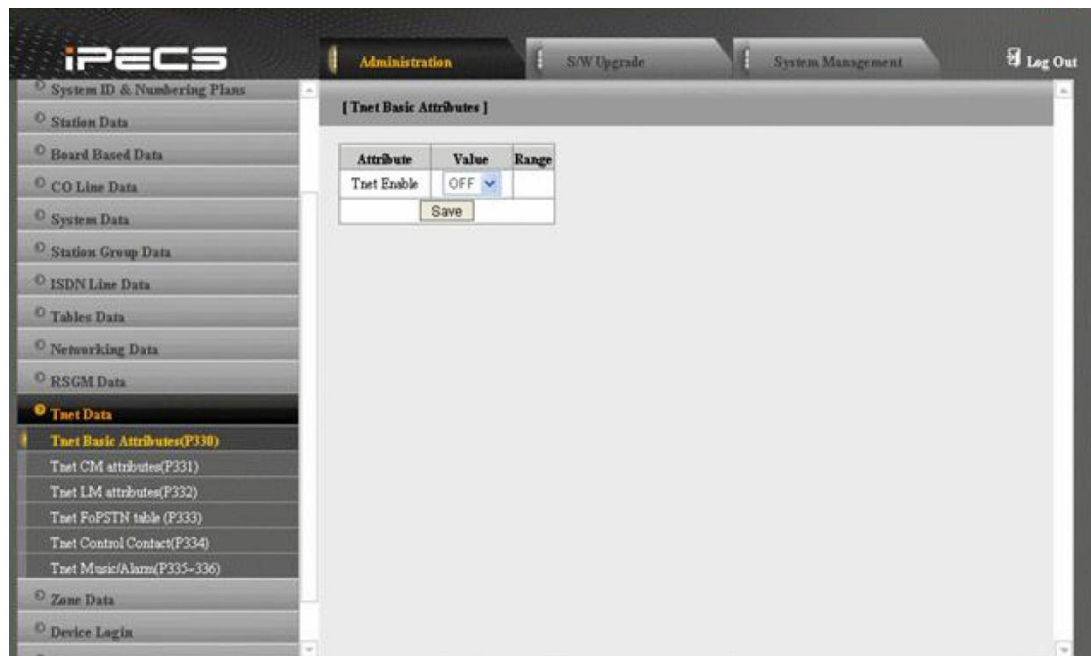 iPECS
Administration
S/W Upgrade
System Management
Log Out
System ID & Numbering Plans
Station Data
Board Based Data
CO Line Data
System Data
Station Group Data
ISDN Line Data
Tables Data
Networking Data
RSGM Data
Tnet Data
Tnet Basic Attributes(P330)
Tnet CM attributes(P331)
Tnet LM attributes(P332)
Tnet FoPSTN table (P333)
Tnet Control Contact(P334)
Tnet Music/Alarm(P335~336)
Zone Data
Device Login
[ Tnet Basic Attributes ]
Attribute Value Range
Tnet Enable OFF
Save